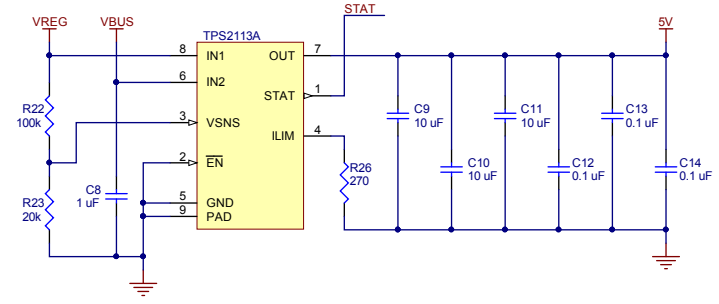 STAT
VREG VBUS 5V
TPS2113A
8 IN1 OUT 7
6 IN2
STAT 1
R22
100k
3 VSNS
ILIM 4
C9
10 uF
C11
10 uF
C13
0.1 uF
2 EN
R26
270
C10
10 uF
C12
0.1 uF
C14
0.1 uF
R23
20k
C8
1 uF
5 GND
9 PAD